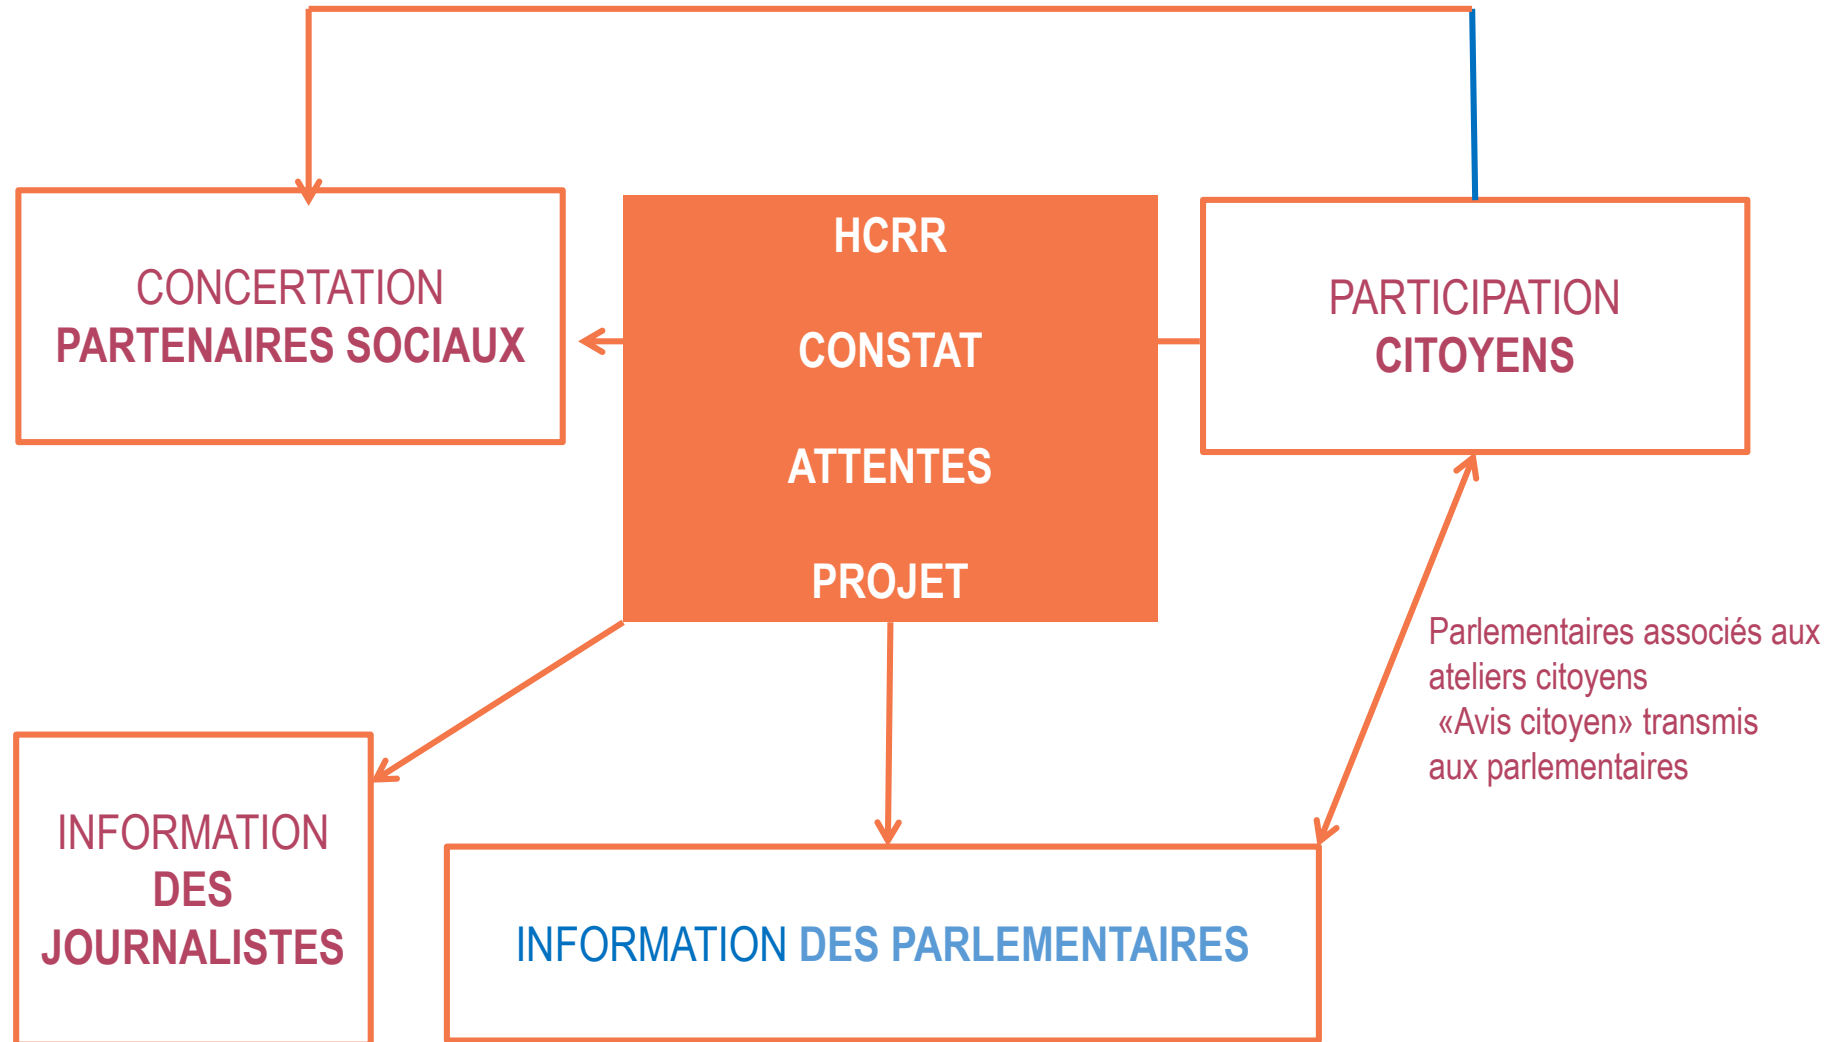 CONCERTATION
PARTENAIRES SOCIAUX
HCRR
CONSTAT
ATTENTES
PROJET
PARTICIPATION
CITOYENS
Parlementaires associés aux
ateliers citoyens
«Avis citoyen» transmis
aux parlementaires
INFORMATION
DES
JOURNALISTES
INFORMATION DES PARLEMENTAIRES